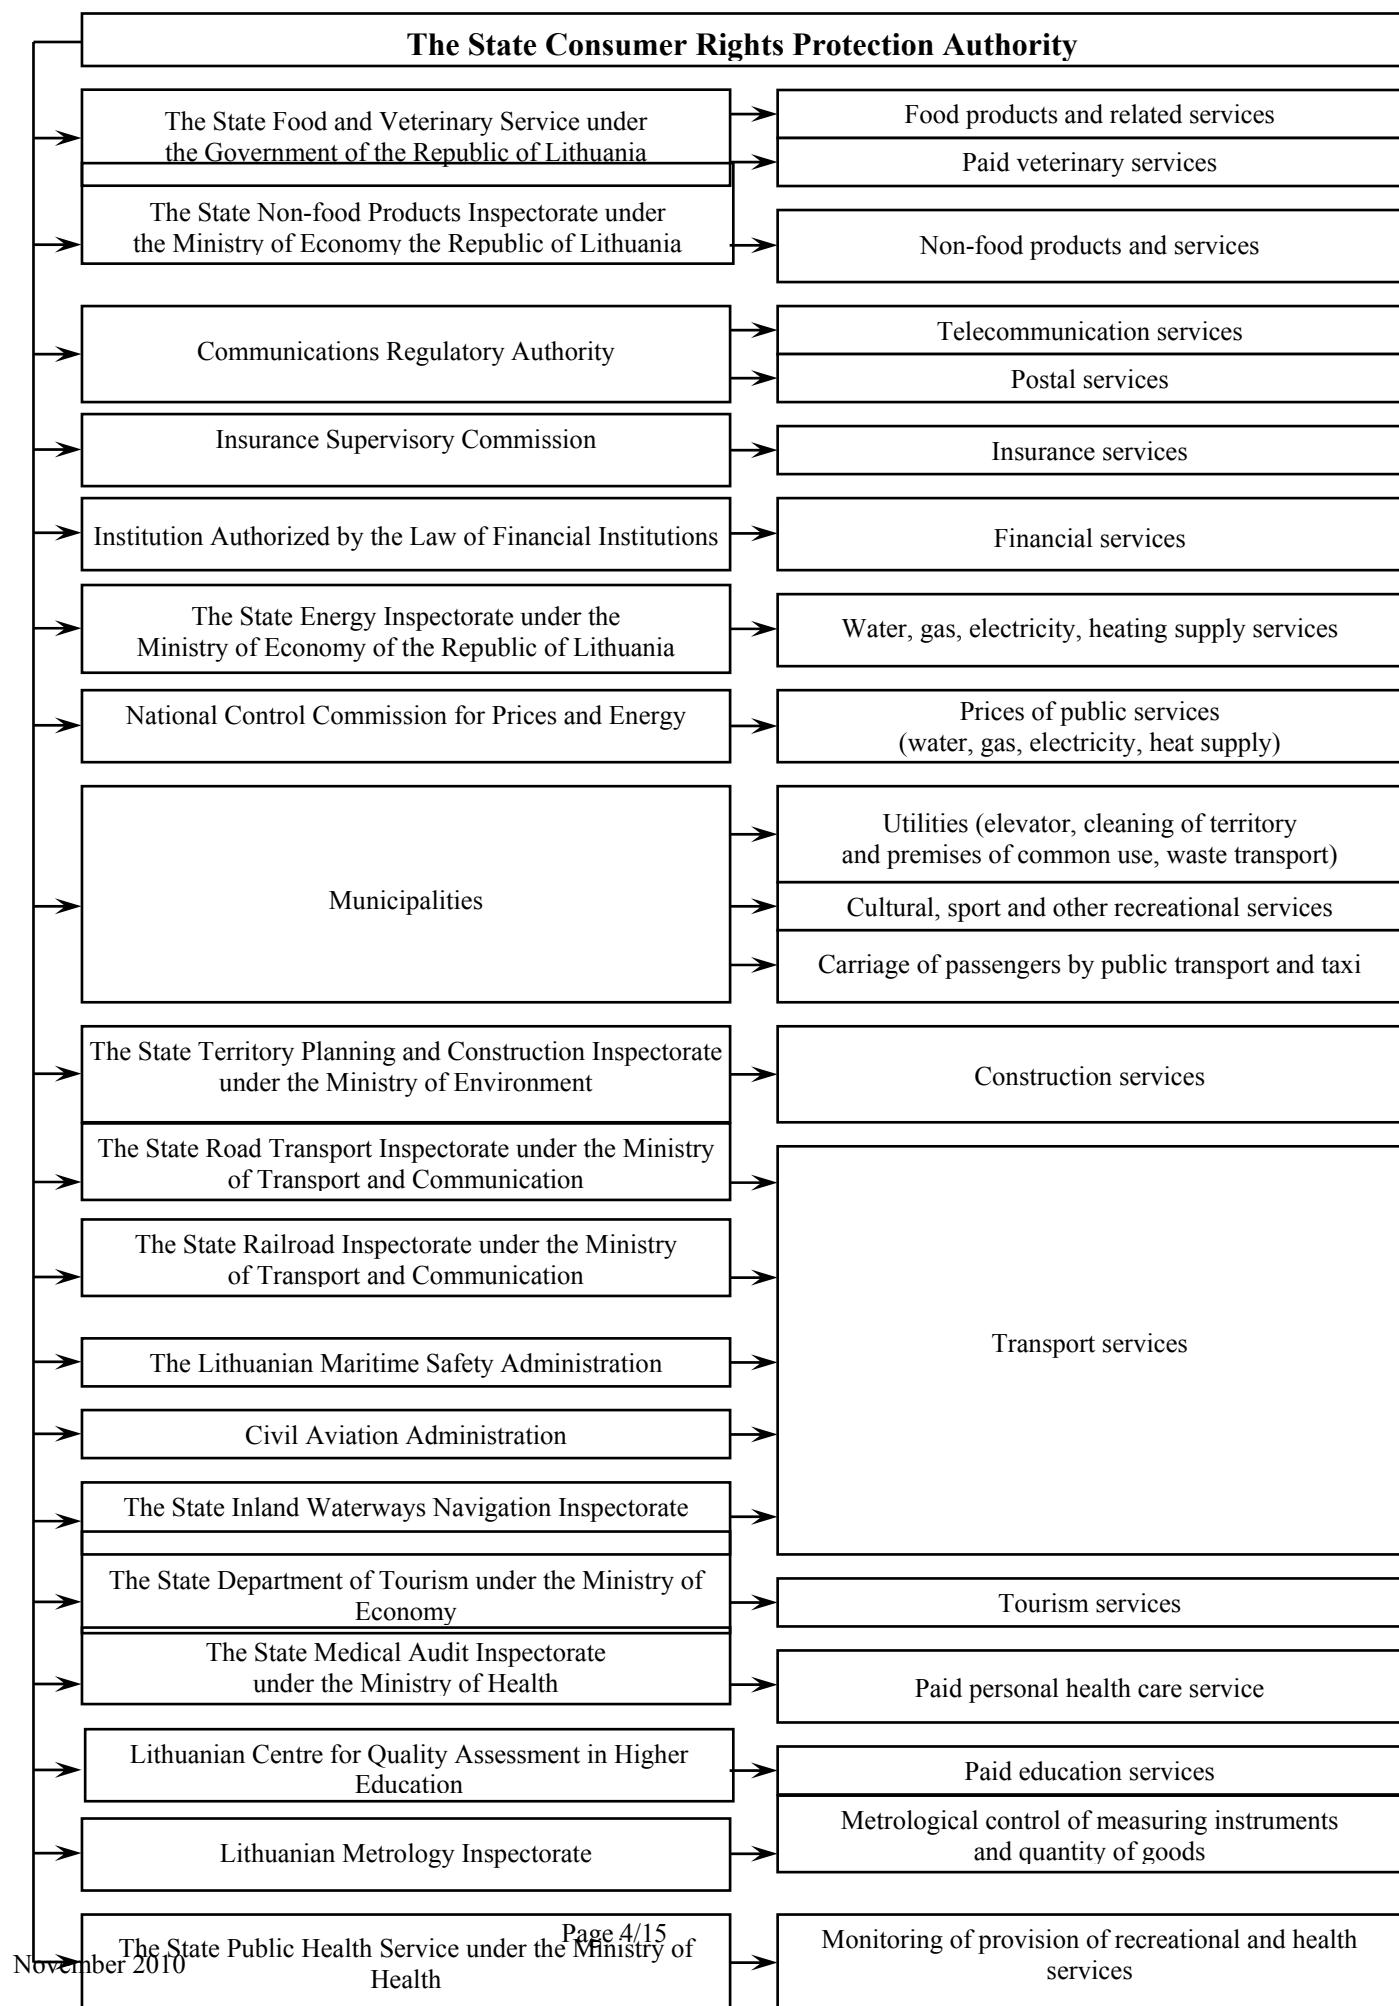 The State Consumer Rights Protection Authority
The State Food and Veterinary Service under
the Government of the Republic of Lithuania
Food products and related services
Paid veterinary services
The State Non-food Products Inspectorate under
the Ministry of Economy the Republic of Lithuania
Non-food products and services
Communications Regulatory Authority
Telecommunication services
Postal services
Insurance Supervisory Commission
Insurance services
Institution Authorized by the Law of Financial Institutions
Financial services
The State Energy Inspectorate under the
Ministry of Economy of the Republic of Lithuania
Water, gas, electricity, heating supply services
National Control Commission for Prices and Energy
Prices of public services
(water, gas, electricity, heat supply)
Municipalities
Utilities (elevator, cleaning of territory
and premises of common use, waste transport)
Cultural, sport and other recreational services
Carriage of passengers by public transport and taxi
The State Territory Planning and Construction Inspectorate
under the Ministry of Environment
Construction services
The State Road Transport Inspectorate under the Ministry
of Transport and Communication
The State Railroad Inspectorate under the Ministry
of Transport and Communication
The Lithuanian Maritime Safety Administration
Civil Aviation Administration
The State Inland Waterways Navigation Inspectorate
Transport services
The State Department of Tourism under the Ministry of
Economy
Tourism services
The State Medical Audit Inspectorate
under the Ministry of Health
Paid personal health care service
Lithuanian Centre for Quality Assessment in Higher
Education
Paid education services
Lithuanian Metrology Inspectorate
Metrological control of measuring instruments
and quantity of goods
The State Public Health Service under the Ministry of
Health
Monitoring of provision of recreational and health
services
Page 4/15
November 2010